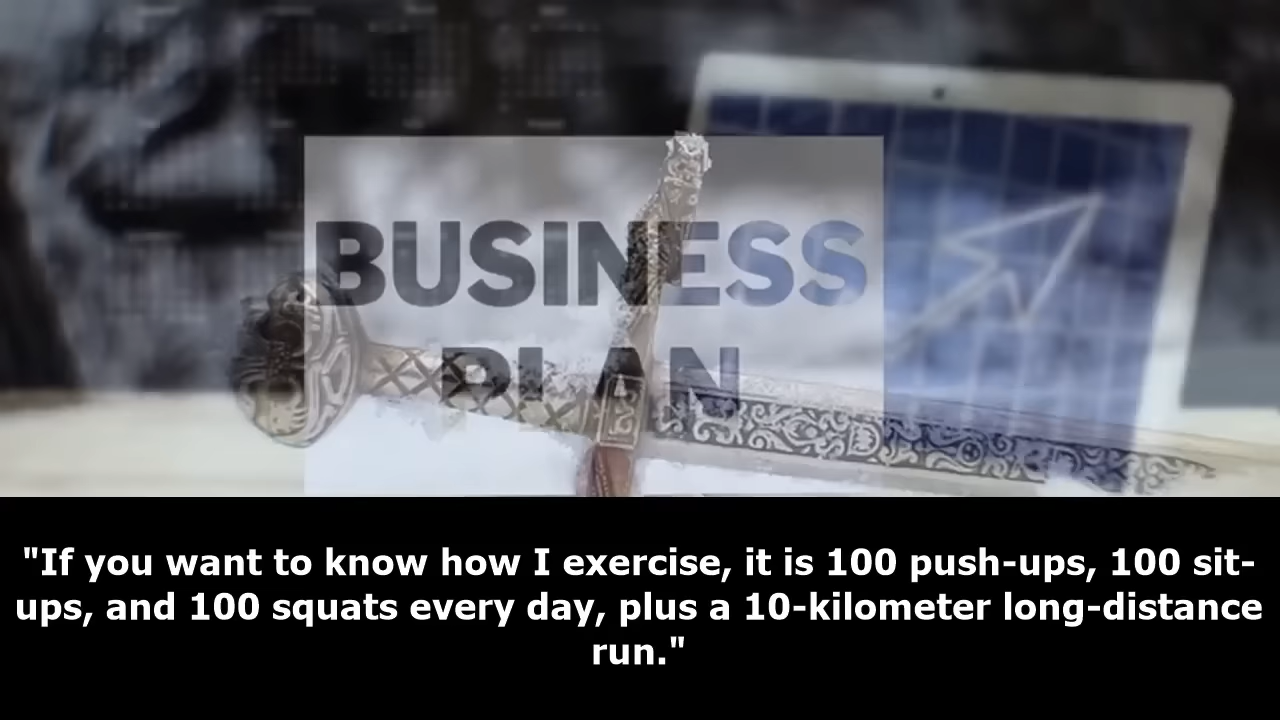 BUSINESS
PLAN
"If you want to know how I exercise, it is 100 push-ups, 100 sit-
ups, and 100 squats every day, plus a 10-kilometer long-distance
run."